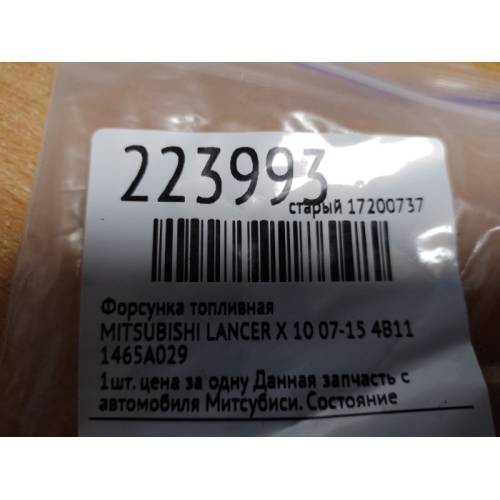 223993
старый 17200737
Форсунка топливная
MITSUBISHI LANCER X 10 07-15 4B11
1465A029
1шт. цена за одну Данная запчасть с
автомобиля Митсубиси. Состояние